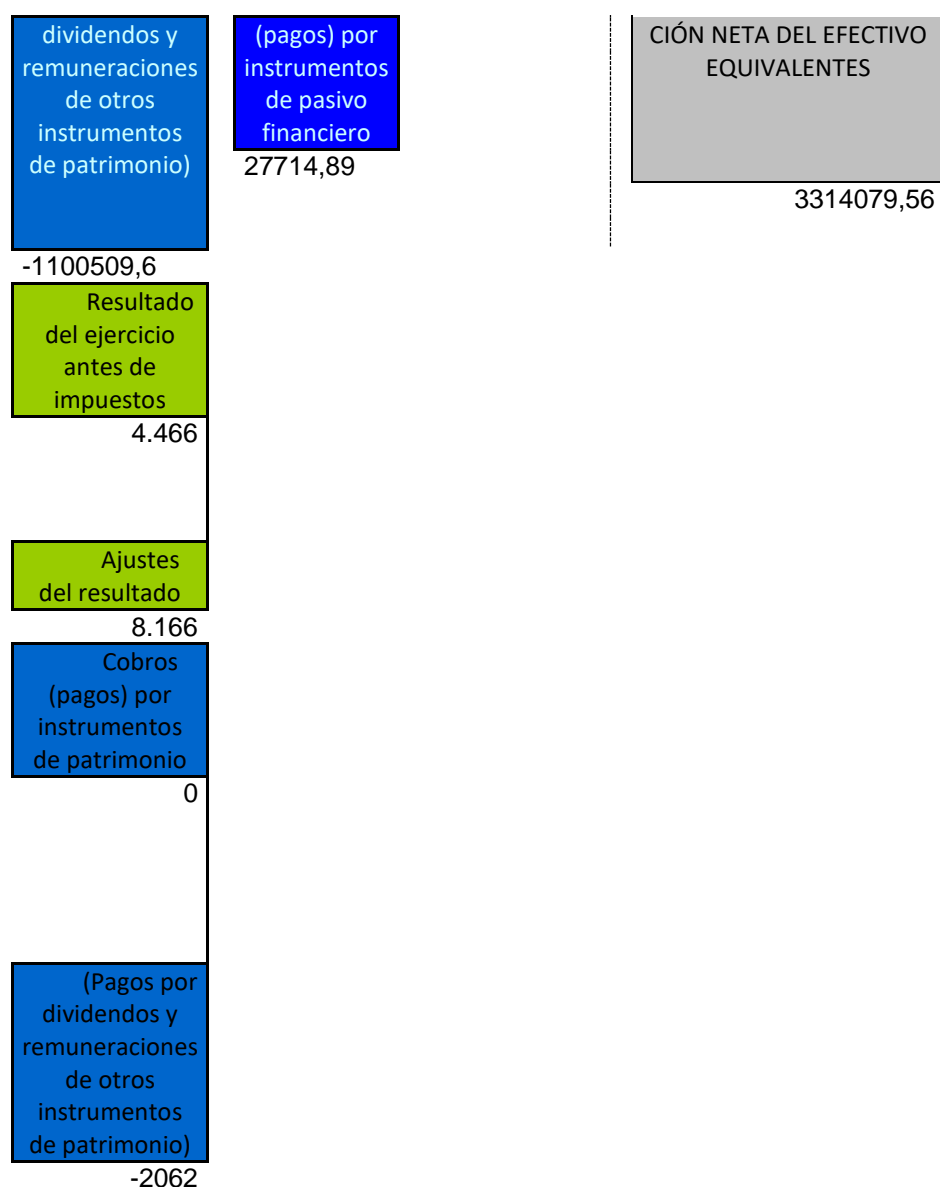 dividendos y
remuneraciones
de otros
instrumentos
de patrimonio)
-1100509,6
(pagos) por
instrumentos
de pasivo
financiero
27714,89
CIÓN NETA DEL EFECTIVO
EQUIVALENTES
3314079,56
Resultado
del ejercicio
antes de
impuestos
4.466
Ajustes
del resultado
8.166
Cobros
(pagos) por
instrumentos
de patrimonio
0
(Pagos por
dividendos y
remuneraciones
de otros
instrumentos
de patrimonio)
-2062